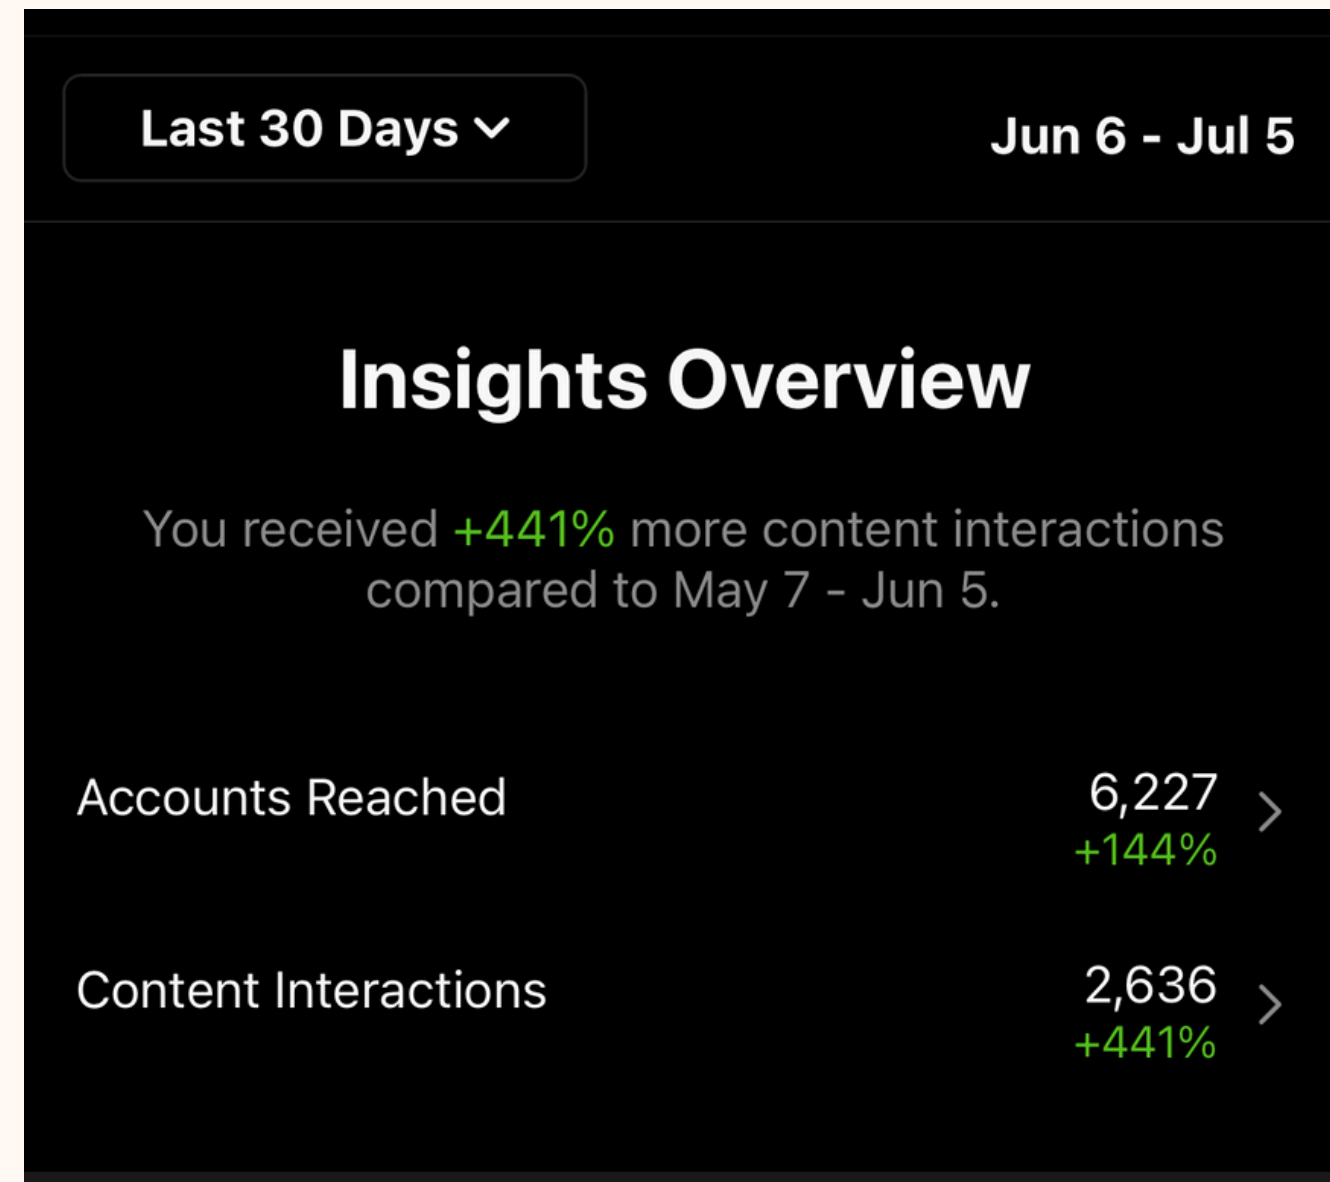 Last 30 Days
Jun 6 - Jul 5
Insights Overview
You received +441% more content interactions
compared to May 7 - Jun 5.
Accounts Reached
6,227
+144%
Content Interactions
2,636
+441%